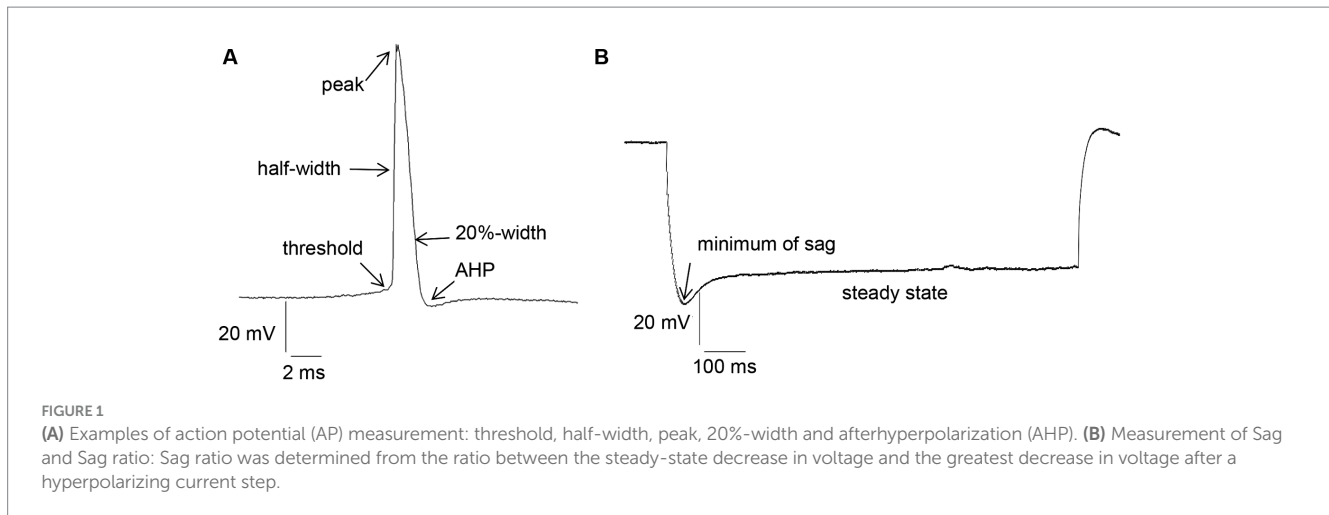 A
peak
half-width
threshold
20%-width
AHP
20 mV
2 ms
B
minimum of sag
steady state
20 mV
100 ms
FIGURE 1
(A) Examples of action potential (AP) measurement: threshold, half-width, peak, 20%-width and afterhyperpolarization (AHP). (B) Measurement of Sag
and Sag ratio: Sag ratio was determined from the ratio between the steady-state decrease in voltage and the greatest decrease in voltage after a
hyperpolarizing current step.